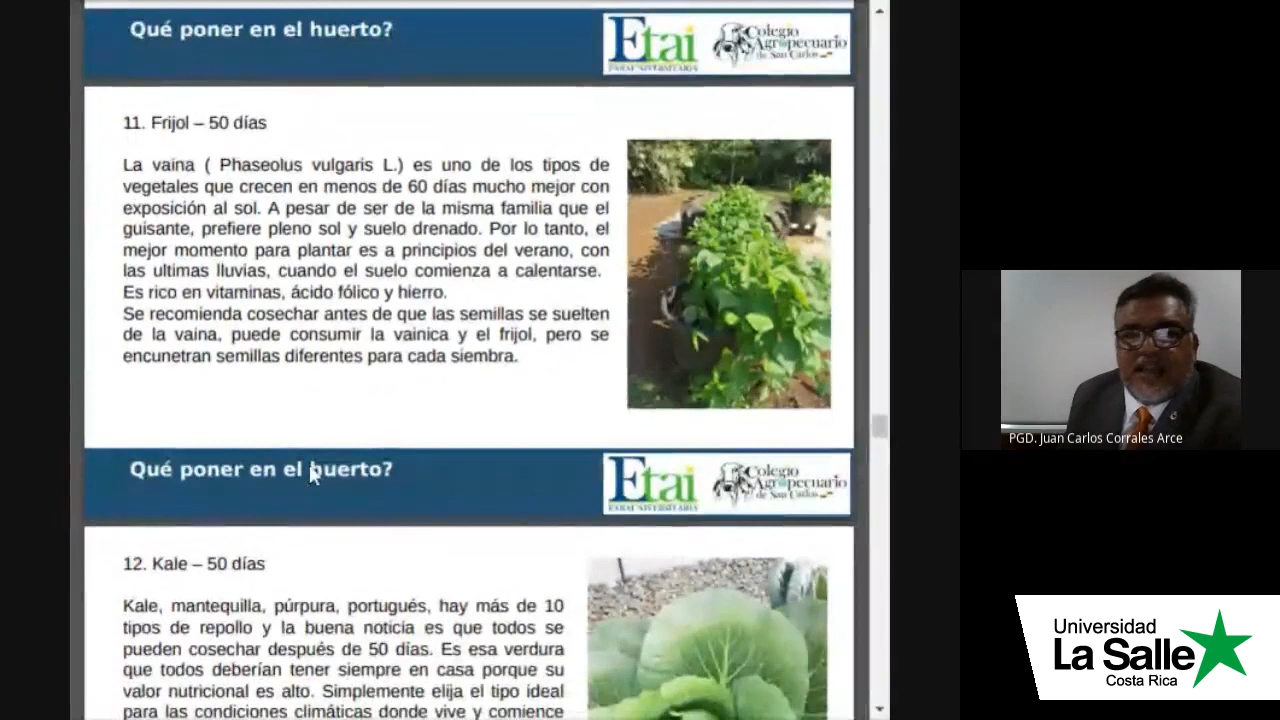 Qué poner en el huerto?
Etai
PARAUNIVERSITARIA
Colegio
Agropecuario
de San Carlos
11. Frijol – 50 días
La vaina ( Phaseolus vulgaris L.) es uno de los tipos de
vegetales que crecen en menos de 60 días mucho mejor con
exposición al sol. A pesar de ser de la misma familia que el
guisante, prefiere pleno sol y suelo drenado. Por lo tanto, el
mejor momento para plantar es a principios del verano, con
las ultimas lluvias, cuando el suelo comienza a calentarse.
Es rico en vitaminas, ácido fólico y hierro.
Se recomienda cosechar antes de que las semillas se suelten
de la vaina, puede consumir la vainica y el frijol, pero se
encunetran semillas diferentes para cada siembra.
Qué poner en el huerto?
Etai
PARAUNIVERSITARIA
Colegio
Agropecuario
de San Carlos
12. Kale – 50 días
Kale, mantequilla, púrpura, portugués, hay más de 10
tipos de repollo y la buena noticia es que todos se
pueden cosechar después de 50 días. Es esa verdura
que todos deberían tener siempre en casa porque su
valor nutricional es alto. Simplemente elija el tipo ideal
para las condiciones climáticas donde vive y comience
PGD. Juan Carlos Corrales Arce
Universidad
La Salle
Costa Rica